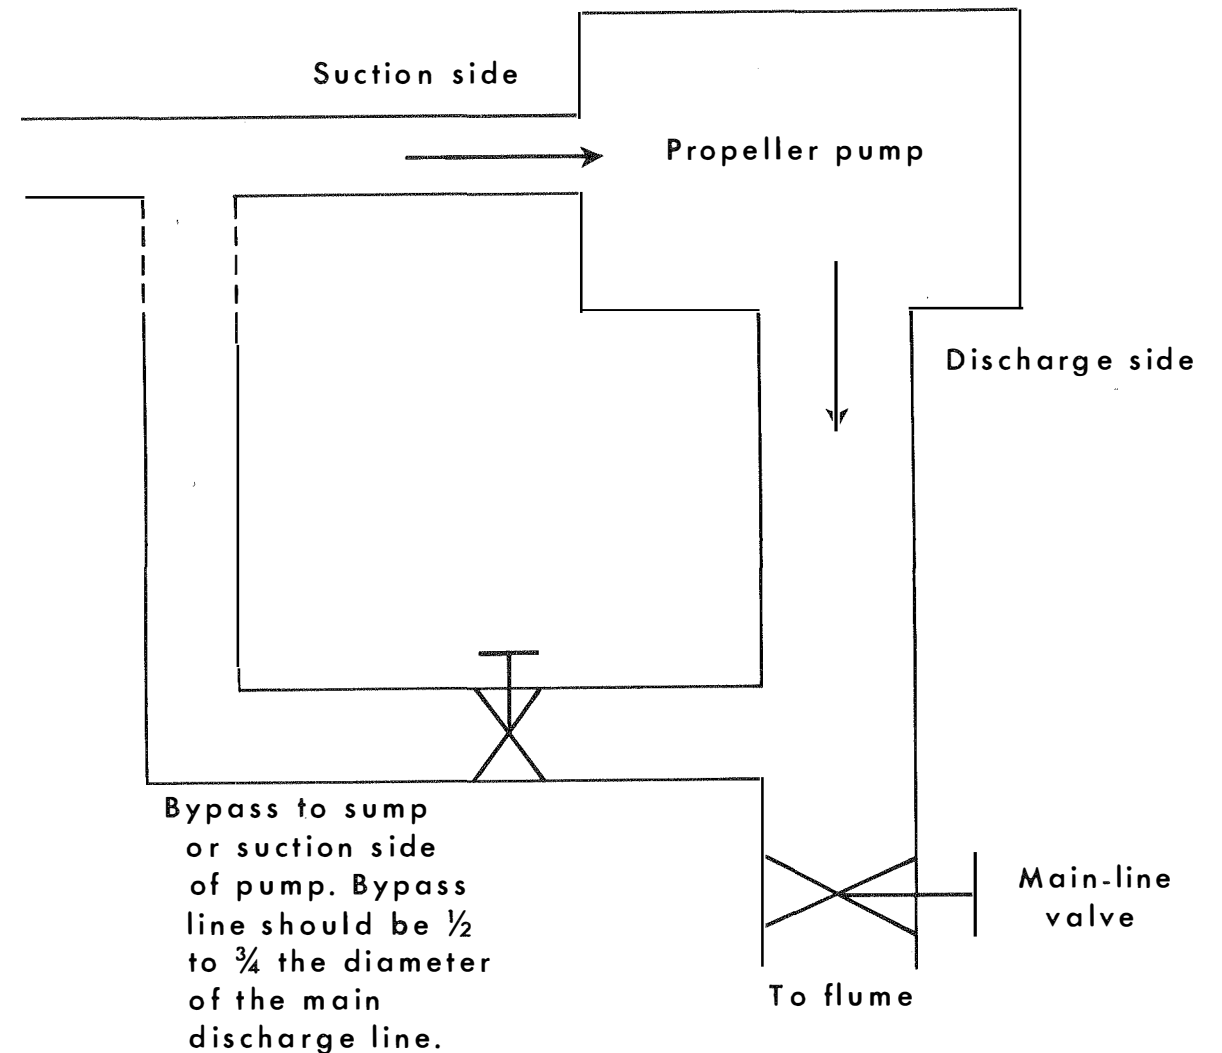 Suction side
Propeller pump
Discharge side
Bypass to sump
or suction side
of pump. Bypass
line should be ½
to ¾ the diameter
of the main
discharge line.
Main-line
valve
To flume